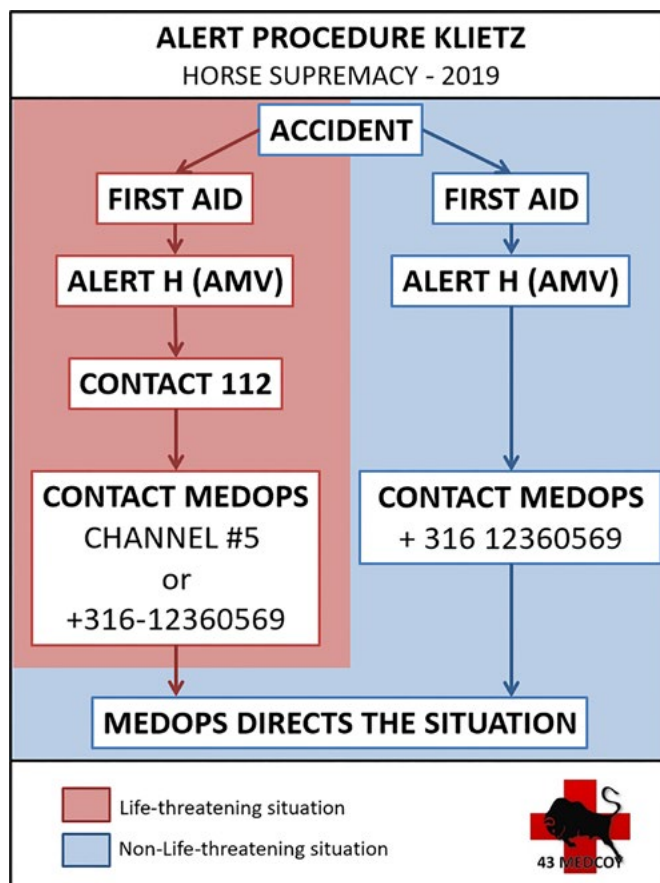 ALERT PROCEDURE KLIETZ
HORSE SUPREMACY - 2019
ACCIDENT
FIRST AID
ALERT H (AMV)
CONTACT 112
CONTACT MEDOPS
CHANNEL #5
or
+316-12360569
FIRST AID
ALERT H (AMV)
CONTACT MEDOPS
+ 316 12360569
MEDOPS DIRECTS THE SITUATION
Life-threatening situation
Non-Life-threatening situation
43 MEDCOY